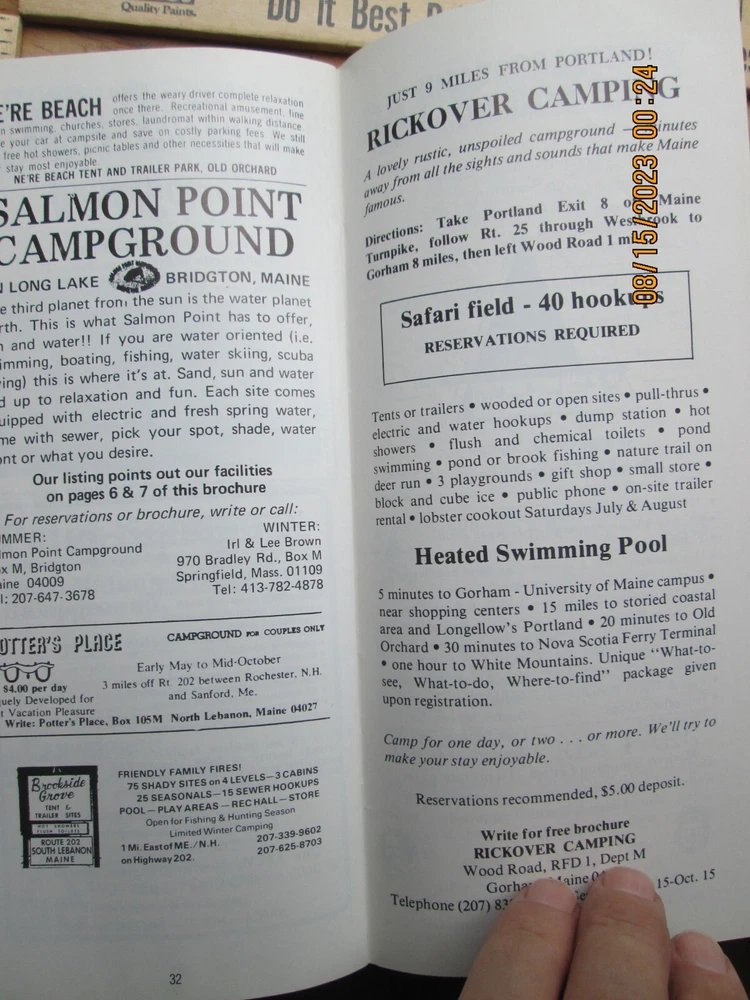 Quality Paints.
Do It Best
E'RE BEACH
offers the weary driver complete relaxation
once there. Recreational amusement, fine
n swimming, churches, stores, laundromat within walking distance.
e your car at campsite and save on costly parking fees. We still
free hot showers, picnic tables and other necessities that will make
stay most enjoyable.
NE'RE BEACH TENT AND TRAILER PARK, OLD ORCHARD
SALMON POINT
CAMPGROUND
N LONG LAKE BRIDGTON, MAINE
e third planet from the sun is the water planet
rth. This is what Salmon Point has to offer,
n and water!! If you are water oriented (i.e.
imming, boating, fishing, water skiing, scuba
ing) this is where it's at. Sand, sun and water
d up to relaxation and fun. Each site comes
uipped with electric and fresh spring water,
me with sewer, pick your spot, shade, water
ont or what you desire.
Our listing points out our facilities
on pages 6 & 7 of this brochure
For reservations or brochure, write or call:
MMER:
lmon Point Campground
x M, Bridgton
aine 04009
l: 207-647-3678
WINTER:
Irl & Lee Brown
970 Bradley Rd., Box M
Springfield, Mass. 01109
Tel: 413-782-4878
OTTER'S PLACE
CAMPGROUND FOR COUPLES ONLY
$4.00 per day
uely Developed for
t Vacation Pleasure
Early May to Mid-October
3 miles off Rt. 202 between Rochester, N.H.
and Sanford, Me.
Write: Potter's Place, Box 105M North Lebanon, Maine 04027
Brookside
Grove
TENT &
TRAILER SITES
HOT SHOWERS
FLUSH TOILETS
ROUTE 202
SOUTH LEBANON
MAINE
FRIENDLY FAMILY FIRES!
75 SHADY SITES on 4 LEVELS—3 CABINS
25 SEASONALS—15 SEWER HOOKUPS
POOL—PLAY AREAS—REC HALL—STORE
Open for Fishing & Hunting Season
Limited Winter Camping
1 Mi. East of ME./N.H. 207-339-9602
on Highway 202. 207-625-8703
32
JUST 9 MILES FROM PORTLAND!
RICKOVER CAMPING
A lovely rustic, unspoiled campground — minutes
away from all the sights and sounds that make Maine
famous.
Directions: Take Portland Exit 8 of Maine
Turnpike, follow Rt. 25 through Westbrook to
Gorham 8 miles, then left Wood Road 1 m
Safari field - 40 hookups
RESERVATIONS REQUIRED
Tents or trailers • wooded or open sites • pull-thrus •
electric and water hookups • dump station • hot
showers • flush and chemical toilets • pond
swimming • pond or brook fishing • nature trail on
deer run • 3 playgrounds • gift shop • small store •
block and cube ice • public phone • on-site trailer
rental • lobster cookout Saturdays July & August
Heated Swimming Pool
5 minutes to Gorham - University of Maine campus •
near shopping centers • 15 miles to storied coastal
area and Longellow's Portland • 20 minutes to Old
Orchard • 30 minutes to Nova Scotia Ferry Terminal
• one hour to White Mountains. Unique "What-to-
see, What-to-do, Where-to-find" package given
upon registration.
Camp for one day, or two . . . or more. We'll try to
make your stay enjoyable.
Reservations recommended, $5.00 deposit.
Write for free brochure
RICKOVER CAMPING
Wood Road, RFD 1, Dept M
Gorha Maine 0 15-Oct. 15
Telephone (207) 83
08/15/2023 00:24